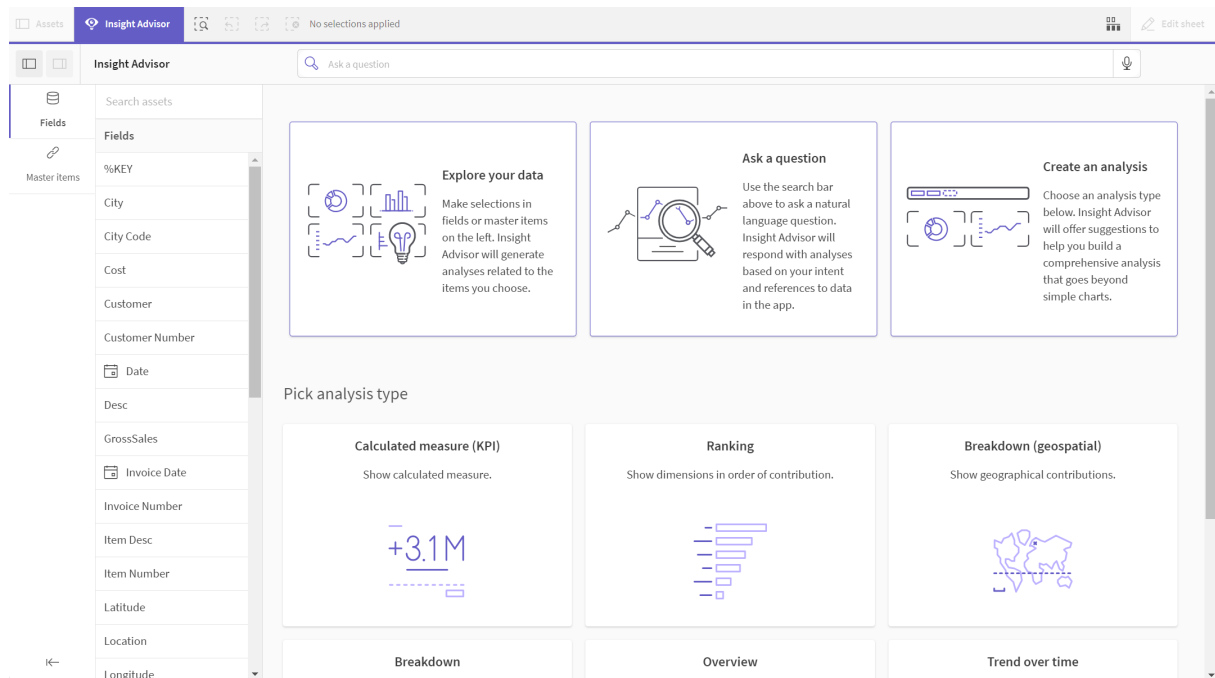 Assets
Insight Advisor
No selections applied
Edit sheet
Insight Advisor
Ask a question
Fields
Master items
Search assets
Fields
%KEY
City
City Code
Cost
Customer
Customer Number
Date
Desc
GrossSales
Invoice Date
Invoice Number
Item Desc
Item Number
Latitude
Location
Longitude
Explore your data
Make selections in
fields or master items
on the left. Insight
Advisor will generate
analyses related to the
items you choose.
Ask a question
Use the search bar
above to ask a natural
language question.
Insight Advisor will
respond with analyses
based on your intent
and references to data
in the app.
Create an analysis
Choose an analysis type
below. Insight Advisor
will offer suggestions to
help you build a
comprehensive analysis
that goes beyond
simple charts.
Pick analysis type
Calculated measure (KPI)
Show calculated measure.
+3.1M
Ranking
Show dimensions in order of contribution.
Breakdown (geospatial)
Show geographical contributions.
Breakdown
Overview
Trend over time